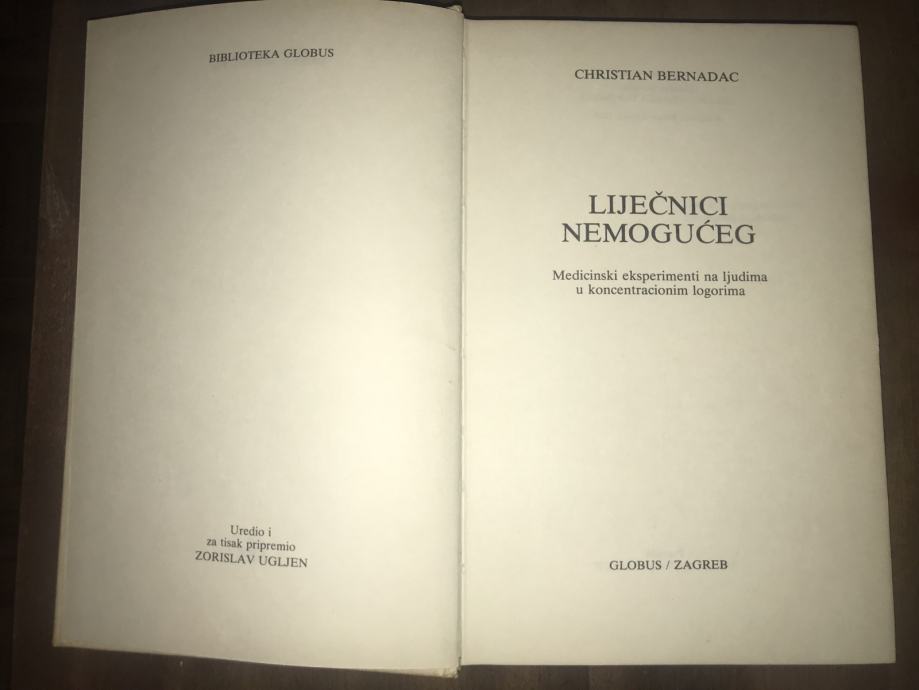 BIBLIOTEKA GLOBUS
Uredio i
za tisak pripremio
ZORISLAV UGLJEN
CHRISTIAN BERNADAC
LIJEČNICI
NEMOGUĆEG
Medicinski eksperimenti na ljudima
u koncentracionim logorima
GLOBUS / ZAGREB